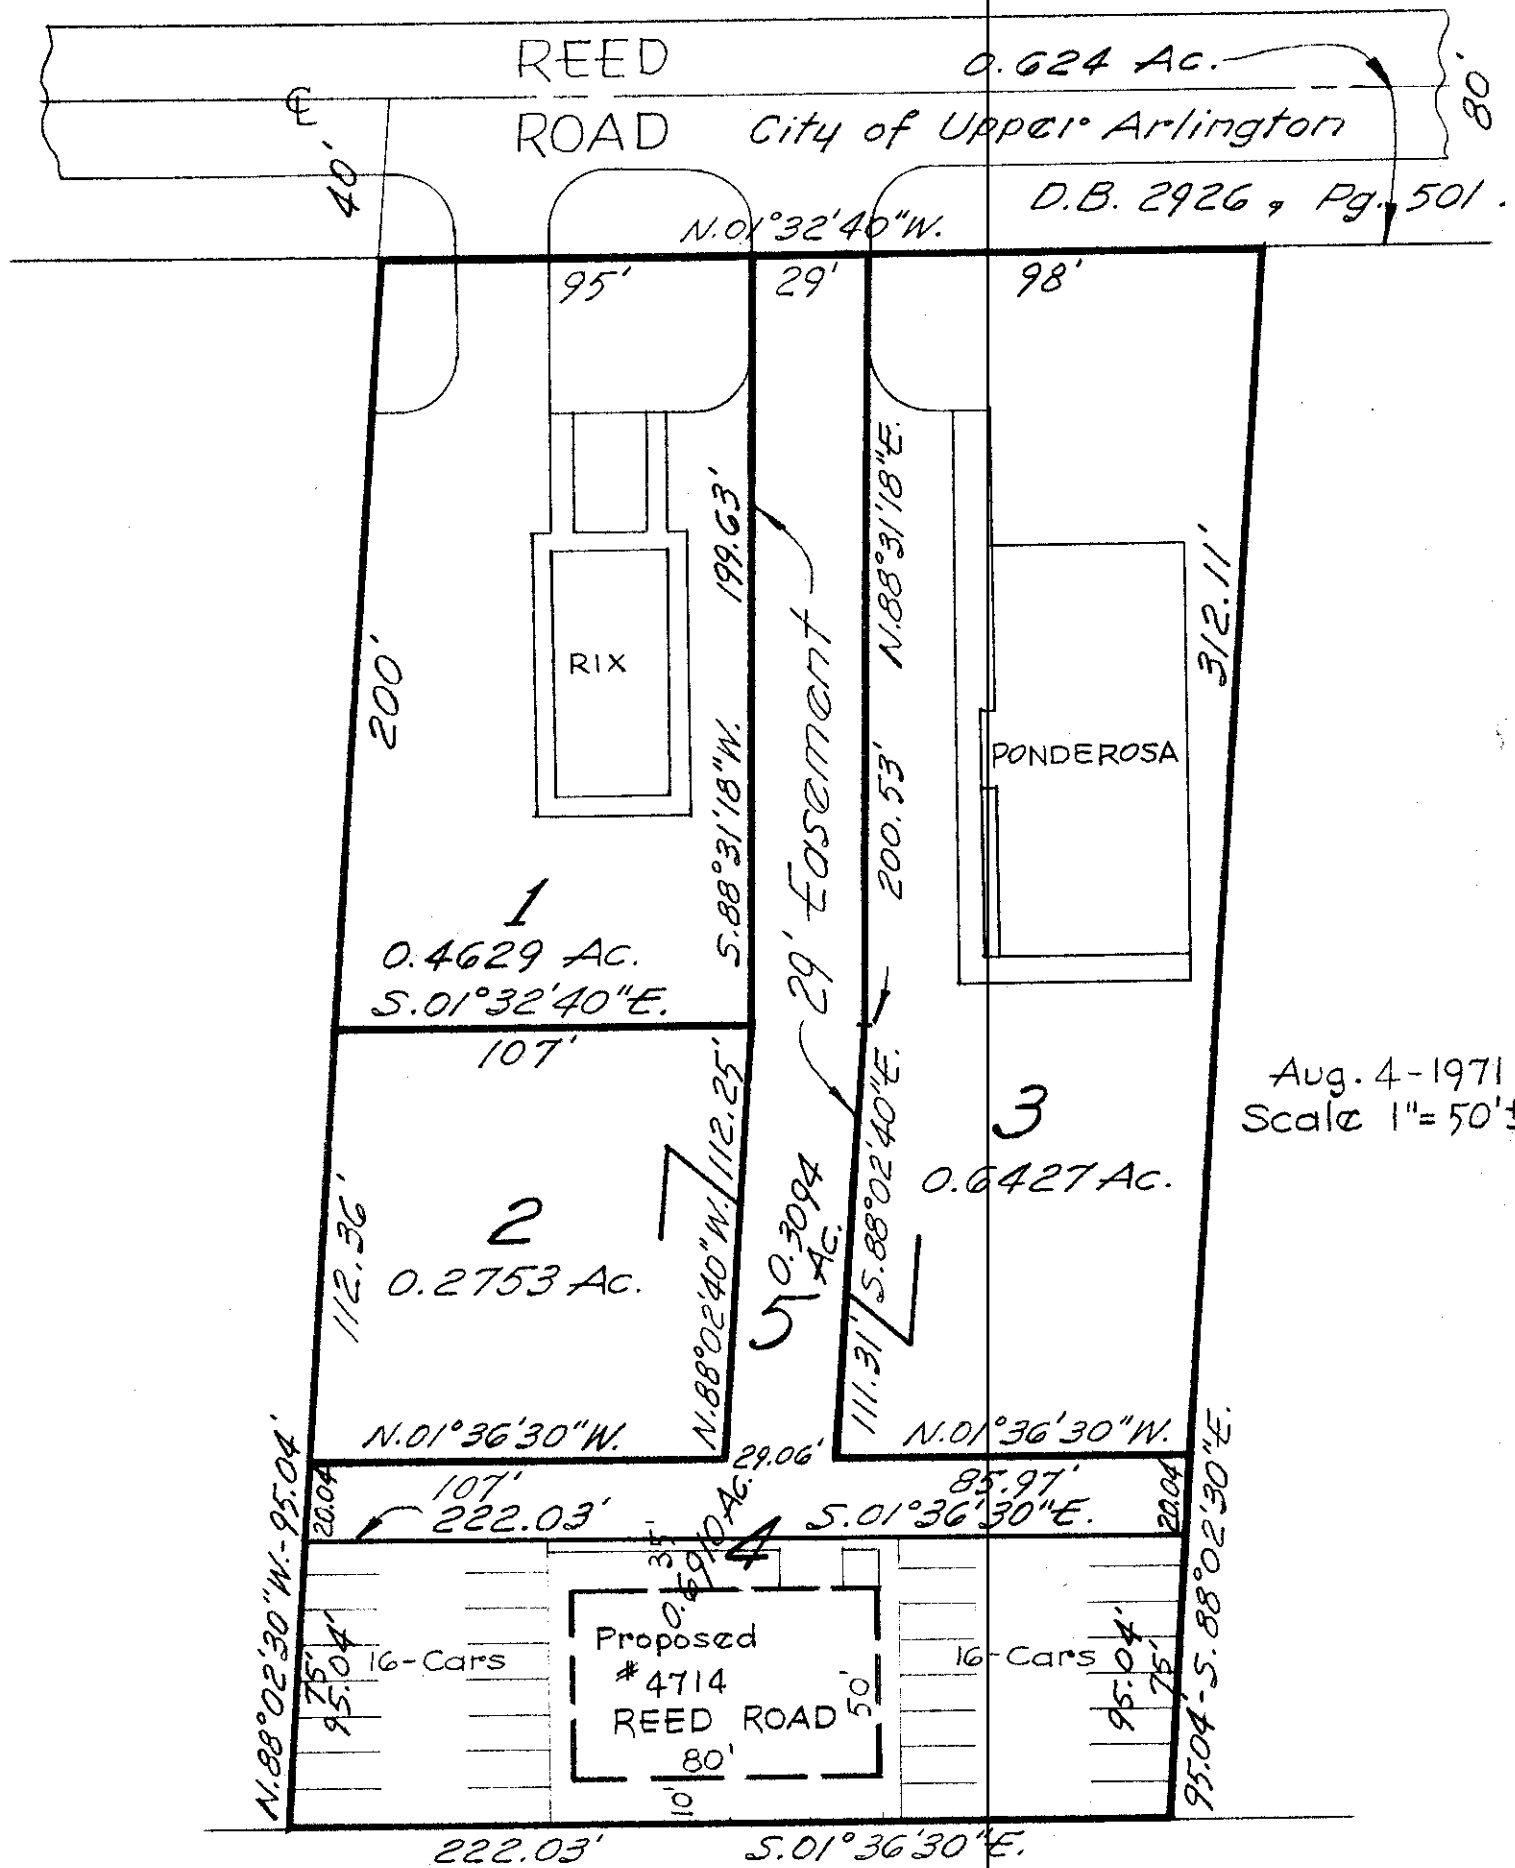 REED
0.624 Ac.
℄
ROAD
City of Upper Arlington
80'
40'
D.B. 2926, Pg. 501.
N.01°32'40"W.
95'
29'
98'
199.63'
S.88°31'18"W.
29' Easement
N.88°31'18"E.
200.53'
312.11'
200'
RIX
PONDEROSA
1
0.4629 Ac.
S.01°32'40"E.
107'
112.25'
N.88°02'40"W.
S.88°02'40"E.
111.31'
3
0.6427 Ac.
Aug. 4-1971
Scale 1"=50'±
112.36'
2
0.2753 Ac.
5
0.3094
Ac.
N.01°36'30"W.
29.06'
N.01°36'30"W.
107'
85.97'
20.04
222.03'
S.01°36'30"E.
20.04
N.88°02'30"W.-95.04'
95.04'-S.88°02'30"E.
35'
0.6910 Ac.
4
75'
95.04'
16-Cars
Proposed
#4714
REED ROAD
80'
50'
10'
16-Cars
95.04'
75'
222.03'
S.01°36'30"E.